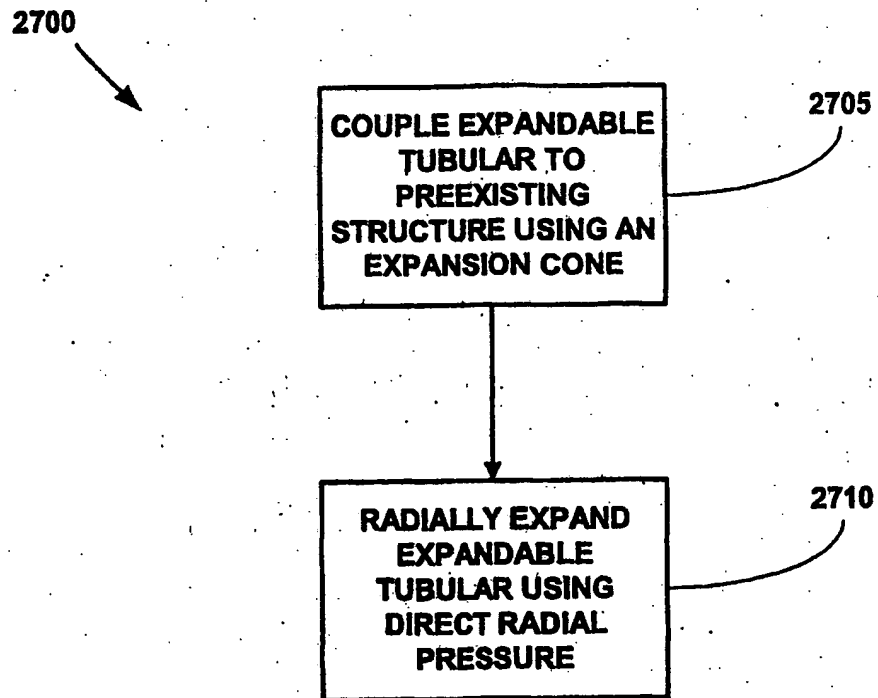 2700
2705
COUPLE EXPANDABLE
TUBULAR TO
PREEXISTING
STRUCTURE USING AN
EXPANSION CONE
2710
RADIALLY EXPAND
EXPANDABLE
TUBULAR USING
DIRECT RADIAL
PRESSURE